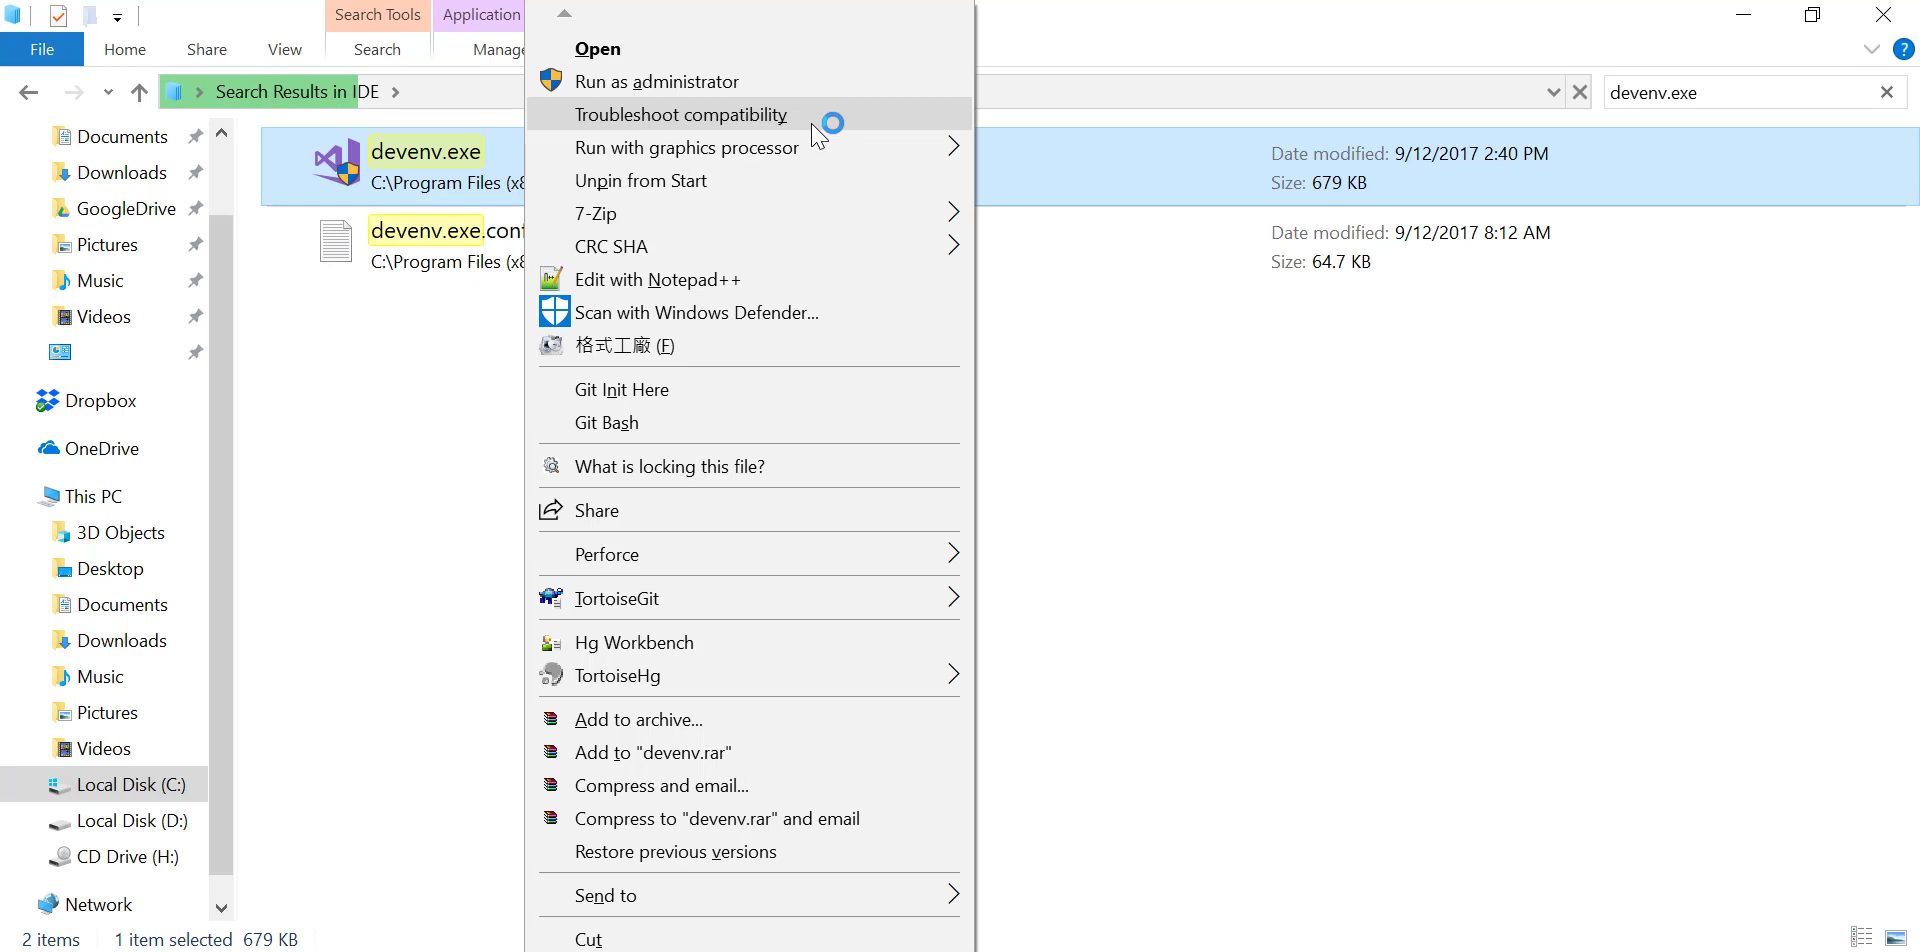 Search Tools
Application
File
Home
Share
View
Search
Manage
Search Results in IDE
devenv.exe
Documents
Downloads
GoogleDrive
Pictures
Music
Videos
Dropbox
OneDrive
This PC
3D Objects
Desktop
Documents
Downloads
Music
Pictures
Videos
Local Disk (C:)
Local Disk (D:)
CD Drive (H:)
Network
devenv.exe
C:\Program Files (x8
Date modified: 9/12/2017 2:40 PM
Size: 679 KB
devenv.exe.conf
C:\Program Files (x8
Date modified: 9/12/2017 8:12 AM
Size: 64.7 KB
Open
Run as administrator
Troubleshoot compatibility
Run with graphics processor
Unpin from Start
7-Zip
CRC SHA
Edit with Notepad++
Scan with Windows Defender...
格式工廠 (F)
Git Init Here
Git Bash
What is locking this file?
Share
Perforce
TortoiseGit
Hg Workbench
TortoiseHg
Add to archive...
Add to "devenv.rar"
Compress and email...
Compress to "devenv.rar" and email
Restore previous versions
Send to
Cut
2 items
1 item selected 679 KB